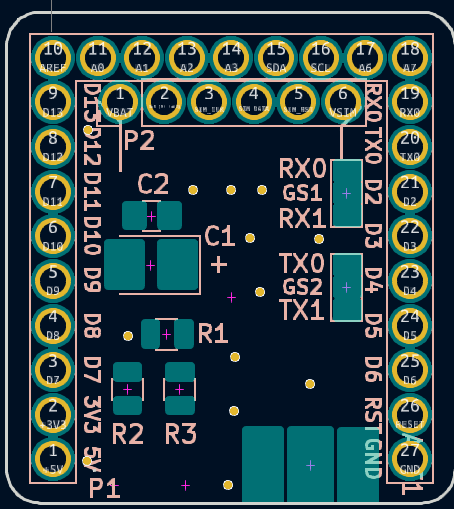 10 11 12 13 14 15 16 17 18
AREF A0 A1 A2 A3 SDA SCL A6 A7
9 D13 1 2 3 4 5 6 RX0 19
D13 VBAT VSIM RX0
8 D12 P2 TX0 20
D12 TX0
C2 RX0
7 D11 GS1 D2 21
D11 RX1 D2
6 D10 C1 D3 22
D10 + D3
5 D9 TX0 D4 23
D9 GS2 D4
4 D8 R1 TX1 D5 24
D8 D5
3 D7 D6 25
D7 D6
2 3V3 R2 R3 RST 26
+3V3 RESET
1 5V GND 27
+5V P1 GND